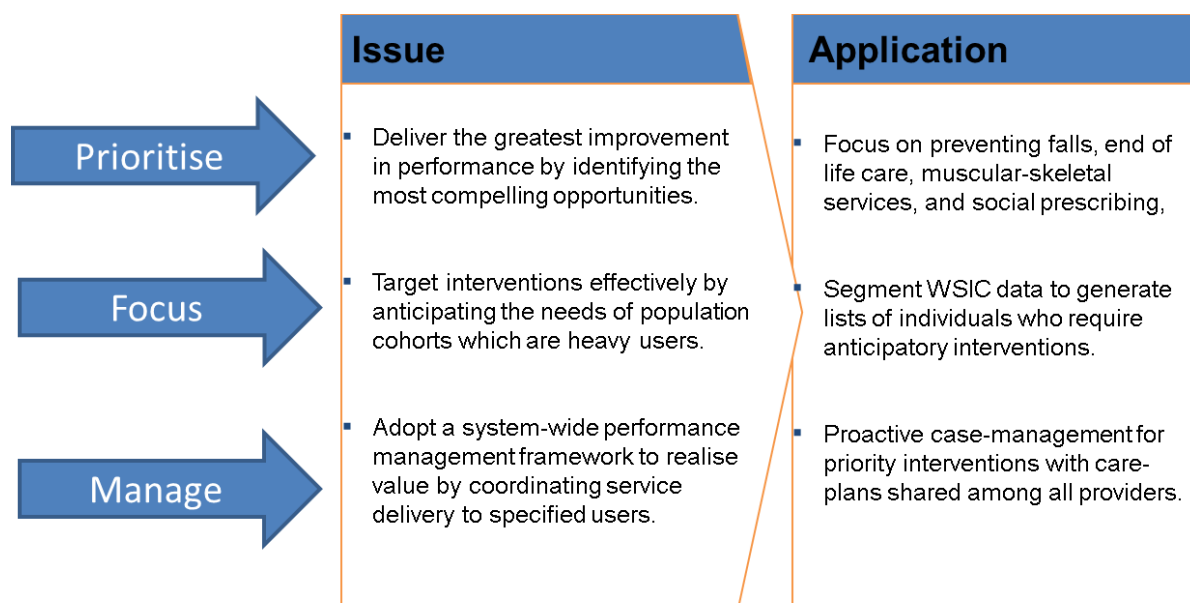 Issue
Application
Prioritise
▪ Deliver the greatest improvement
in performance by identifying the
most compelling opportunities.
▪ Focus on preventing falls, end of
life care, muscular-skeletal
services, and social prescribing,
Focus
▪ Target interventions effectively by
anticipating the needs of population
cohorts which are heavy users.
▪ Segment WSIC data to generate
lists of individuals who require
anticipatory interventions.
Manage
▪ Adopt a system-wide performance
management framework to realise
value by coordinating service
delivery to specified users.
▪ Proactive case-management for
priority interventions with care-
plans shared among all providers.